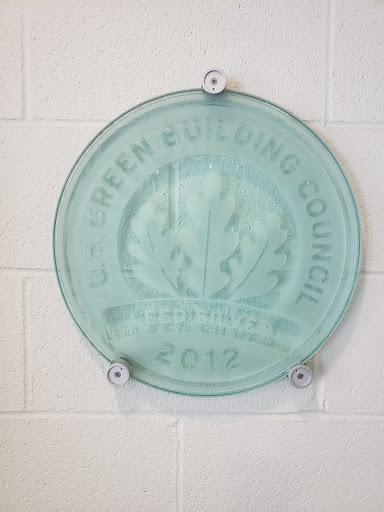 U.S. GREEN BUILDING COUNCIL
LEED SILVER
2012